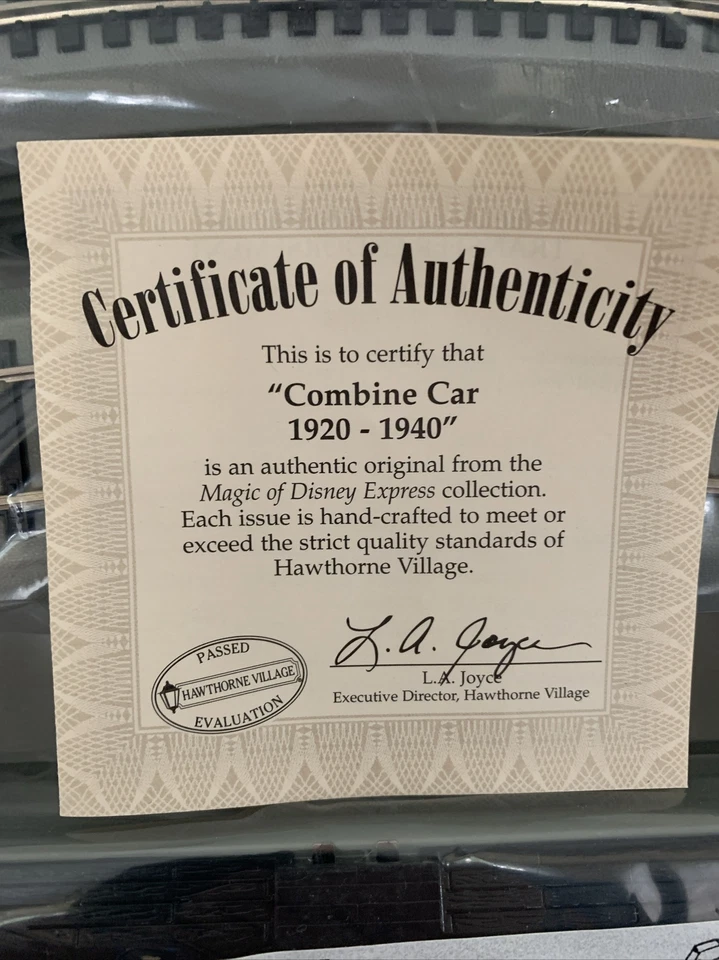 Certificate of Authenticity
This is to certify that
“Combine Car
1920 - 1940”
is an authentic original from the
Magic of Disney Express collection.
Each issue is hand-crafted to meet or
exceed the strict quality standards of
Hawthorne Village.
PASSED
HAWTHORNE VILLAGE
EVALUATION
L.A. Joyce
L.A. Joyce
Executive Director, Hawthorne Village